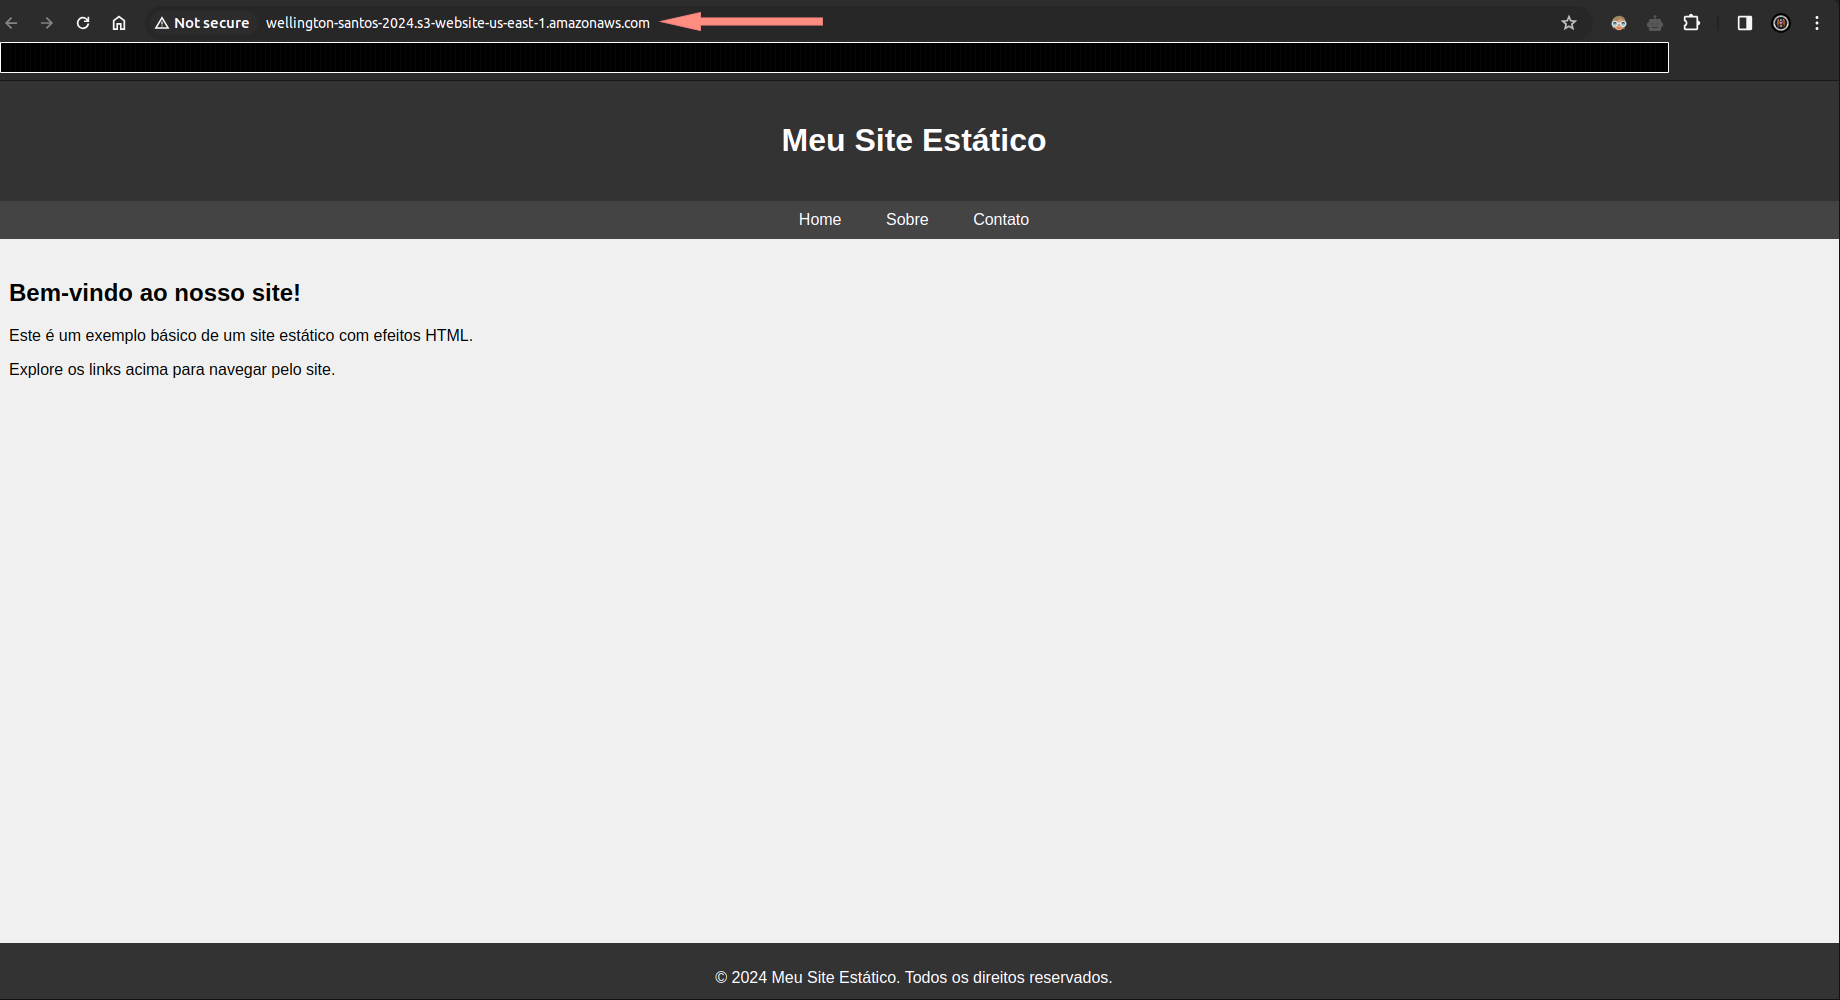 Not secure wellington-santos-2024.s3-website-us-east-1.amazonaws.com
Meu Site Estático
Home Sobre Contato
Bem-vindo ao nosso site!
Este é um exemplo básico de um site estático com efeitos HTML.
Explore os links acima para navegar pelo site.
© 2024 Meu Site Estático. Todos os direitos reservados.